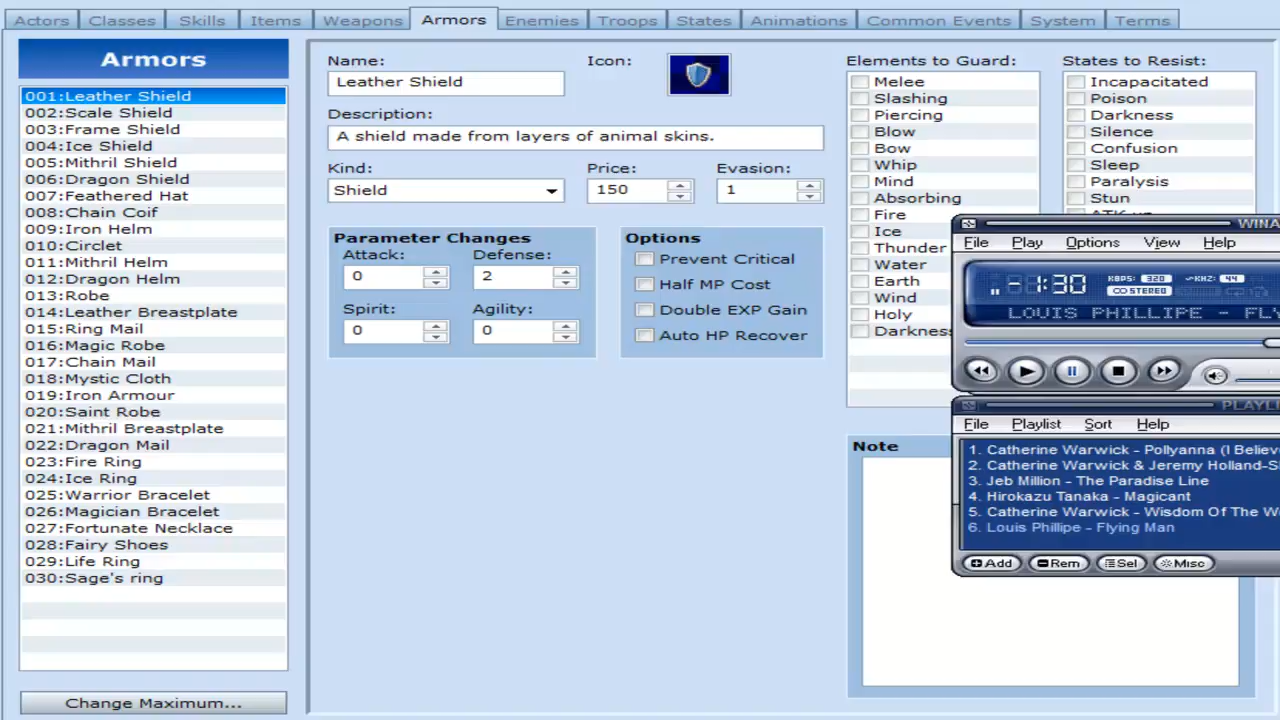 Actors Classes Skills Items Weapons Armors Enemies Troops States Animations Common Events System Terms
Armors
001:Leather Shield
002:Scale Shield
003:Frame Shield
004:Ice Shield
005:Mithril Shield
006:Dragon Shield
007:Feathered Hat
008:Chain Coif
009:Iron Helm
010:Circlet
011:Mithril Helm
012:Dragon Helm
013:Robe
014:Leather Breastplate
015:Ring Mail
016:Magic Robe
017:Chain Mail
018:Mystic Cloth
019:Iron Armour
020:Saint Robe
021:Mithril Breastplate
022:Dragon Mail
023:Fire Ring
024:Ice Ring
025:Warrior Bracelet
026:Magician Bracelet
027:Fortunate Necklace
028:Fairy Shoes
029:Life Ring
030:Sage's ring
Change Maximum...
Name:
Leather Shield
Icon:
Description:
A shield made from layers of animal skins.
Kind:
Shield
Price:
150
Evasion:
1
Parameter Changes
Attack: Defense:
0 2
Spirit: Agility:
0 0
Options
Prevent Critical
Half MP Cost
Double EXP Gain
Auto HP Recover
Elements to Guard:
Melee
Slashing
Piercing
Blow
Bow
Whip
Mind
Absorbing
Fire
Ice
Thunder
Water
Earth
Wind
Holy
Darkness
States to Resist:
Incapacitated
Poison
Darkness
Silence
Confusion
Sleep
Paralysis
Stun
Note
WINA
File Play Options View Help
-1:30
KBPS: 320 KHZ: 44
STEREO
LOUIS PHILLIPE - FLY
PLAYLI
File Playlist Sort Help
1. Catherine Warwick - Pollyanna (I Believ
2. Catherine Warwick & Jeremy Holland-S
3. Jeb Million - The Paradise Line
4. Hirokazu Tanaka - Magicant
5. Catherine Warwick - Wisdom Of The W
6. Louis Phillipe - Flying Man
Add Rem Sel Misc